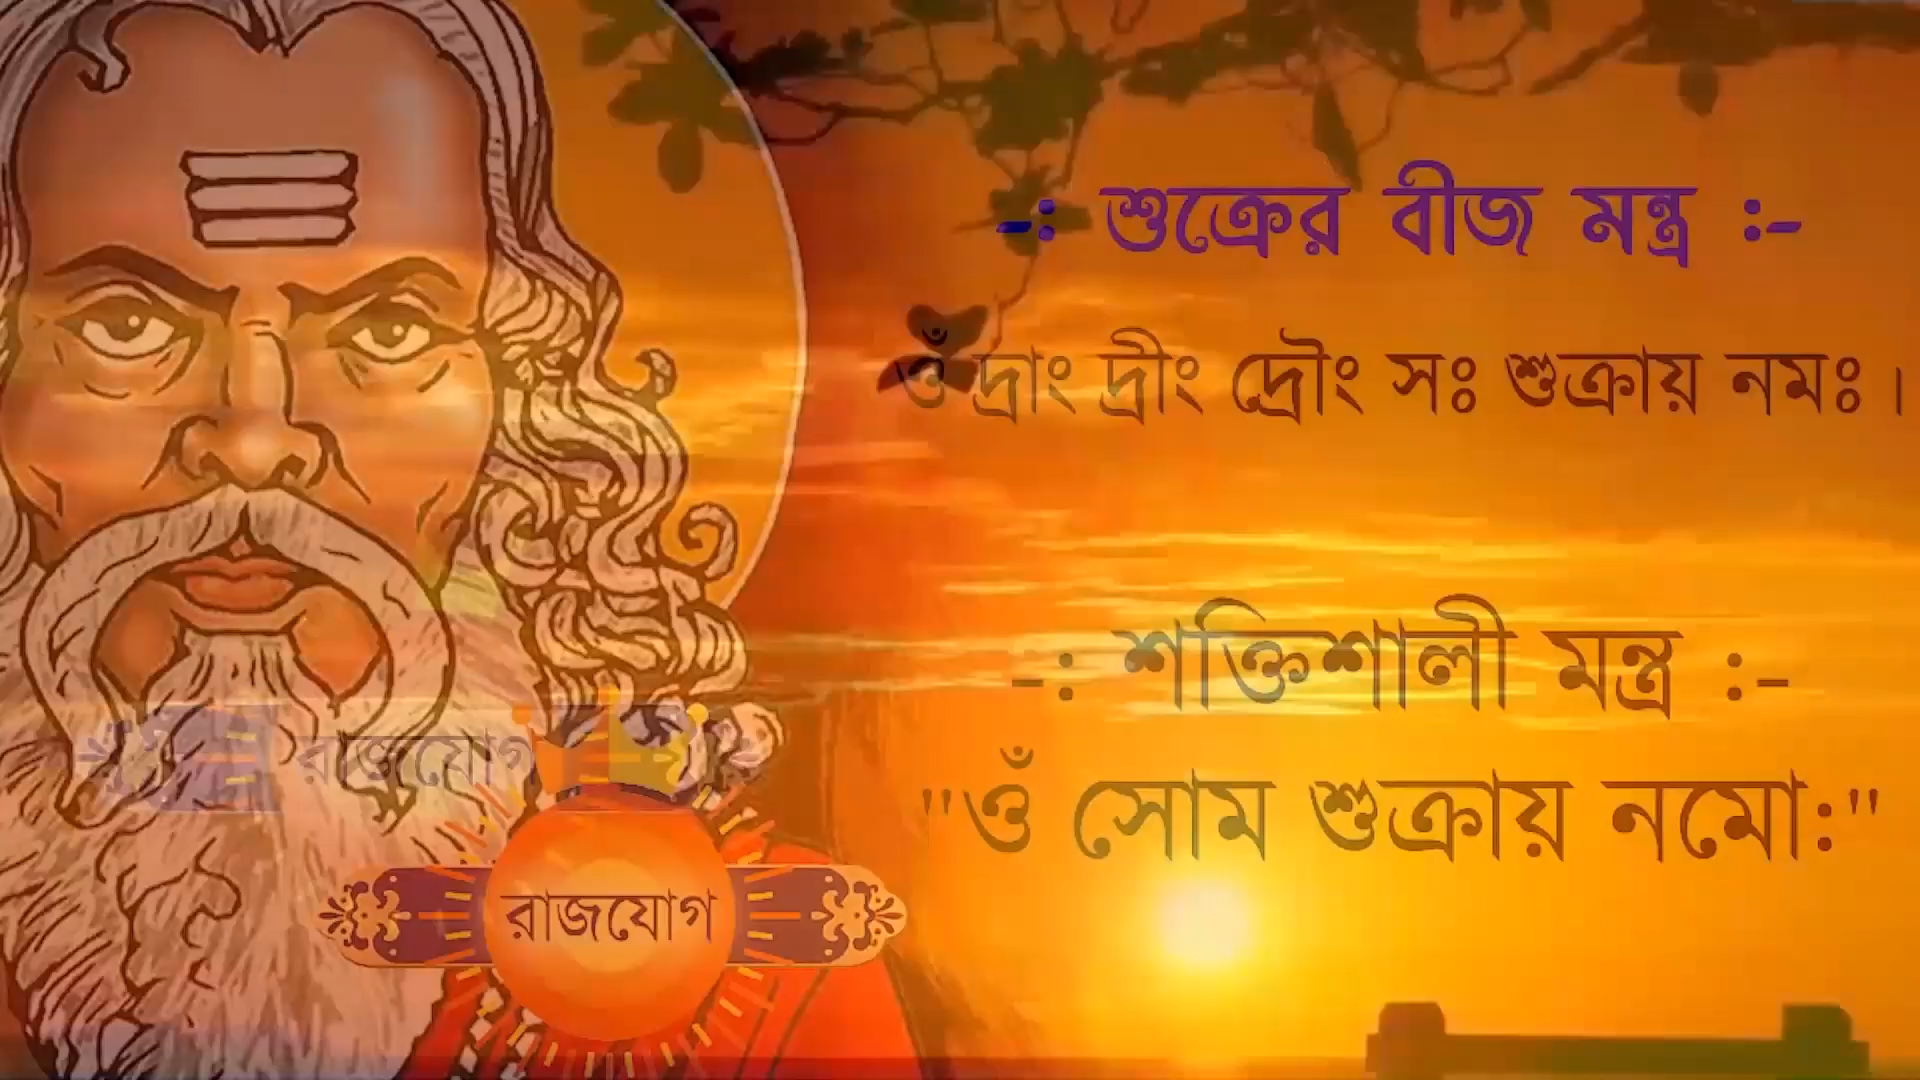 -: শুক্রের বীজ মন্ত্র :-
ওঁ দ্রাং দ্রীং দ্রৌং সঃ শুক্রায় নমঃ।
-: শক্তিশালী মন্ত্র :-
"ওঁ সোম শুক্রায় নমো:"
রাজযোগ
রাজযোগ